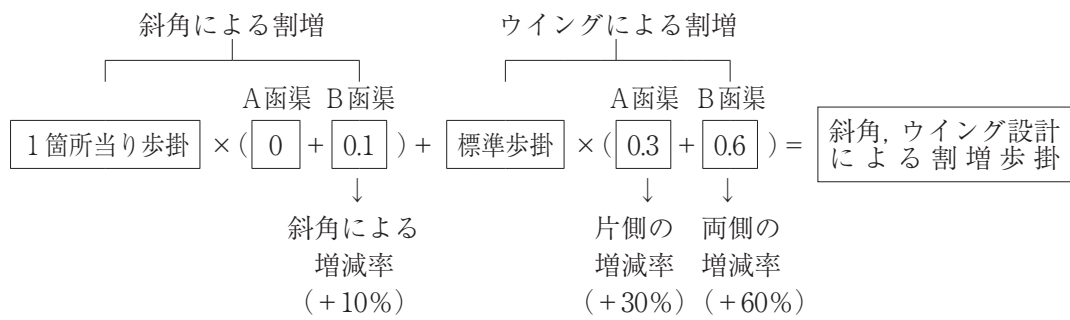 斜角による割増 ウイングによる割増
A函渠 B函渠 A函渠 B函渠
1箇所当り歩掛 ×( 0 + 0.1 )+ 標準歩掛 ×( 0.3 + 0.6 )= 斜角, ウイング設計
による割増歩掛
↓ ↓ ↓
斜角による 片側の 両側の
増減率 増減率 増減率
(+10%) (+30%) (+60%)